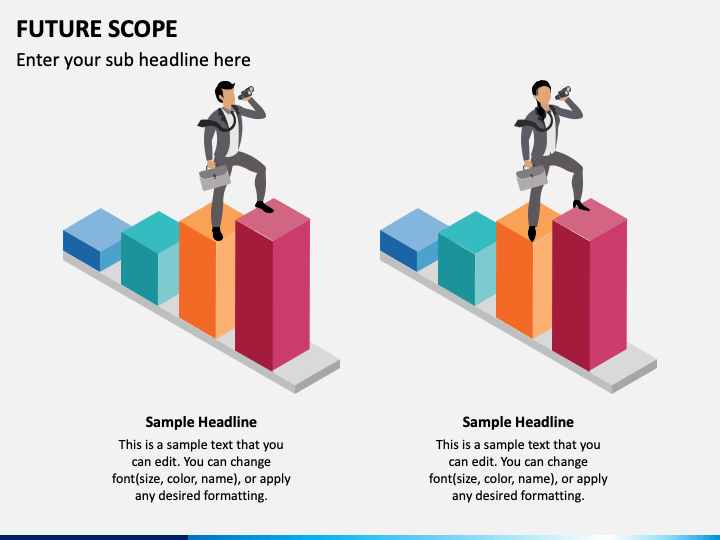 FUTURE SCOPE
Enter your sub headline here
Sample Headline
This is a sample text that you
can edit. You can change
font(size, color, name), or apply
any desired formatting.
Sample Headline
This is a sample text that you
can edit. You can change
font(size, color, name), or apply
any desired formatting.